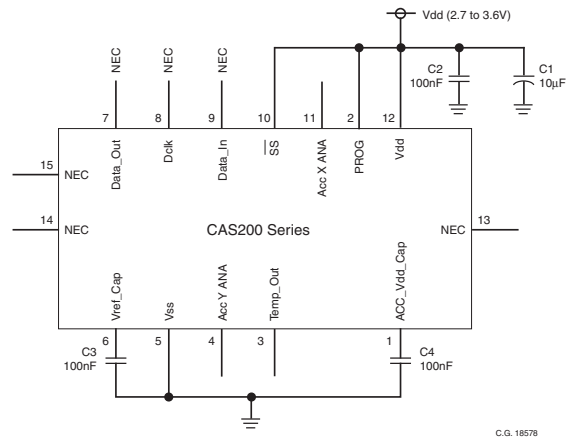 Vdd (2.7 to 3.6V)
NEC
NEC
NEC
C2
100nF
C1
10µF
7
8
9
10
11
2
12
Data_Out
Dclk
Data_In
SS
Acc X ANA
PROG
Vdd
15
NEC
14
NEC
CAS200 Series
NEC
13
Vref_Cap
Vss
Acc Y ANA
Temp_Out
ACC_Vdd_Cap
6
5
4
3
1
C3
100nF
C4
100nF
C.G. 18578